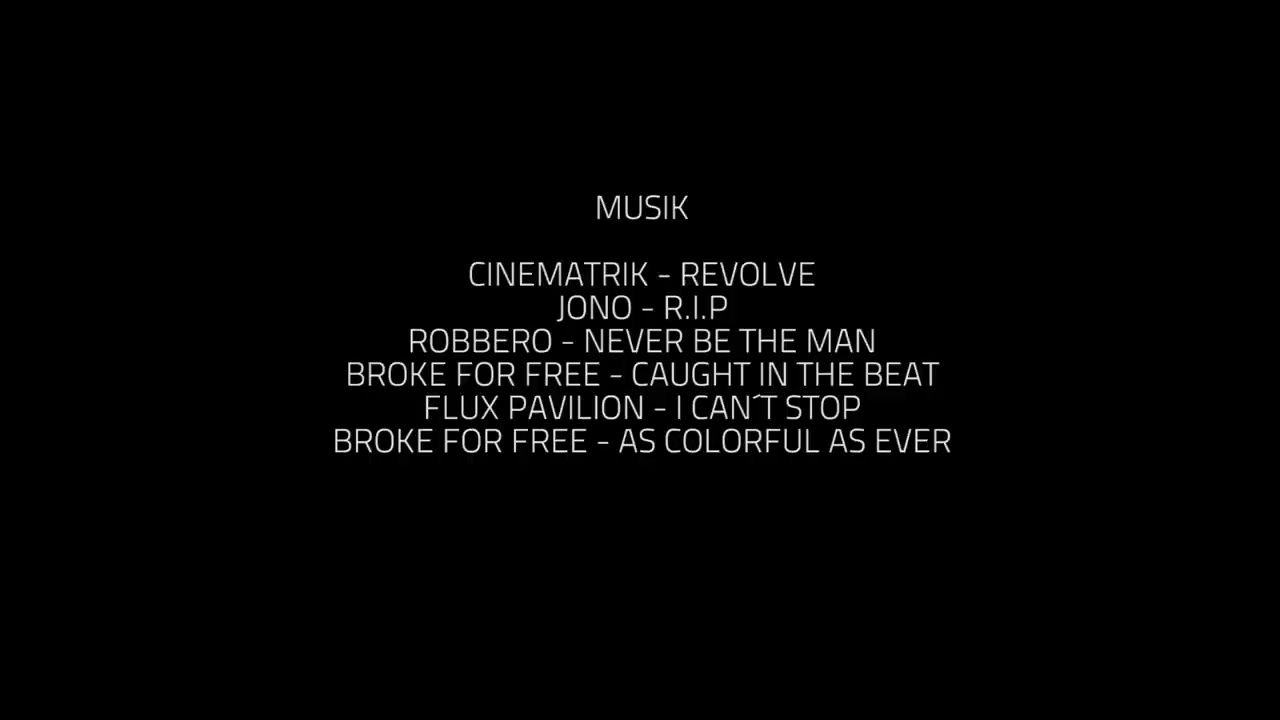 MUSIK
CINEMATRIK - REVOLVE
JONO - R.I.P
ROBBERO - NEVER BE THE MAN
BROKE FOR FREE - CAUGHT IN THE BEAT
FLUX PAVILION - I CAN´T STOP
BROKE FOR FREE - AS COLORFUL AS EVER